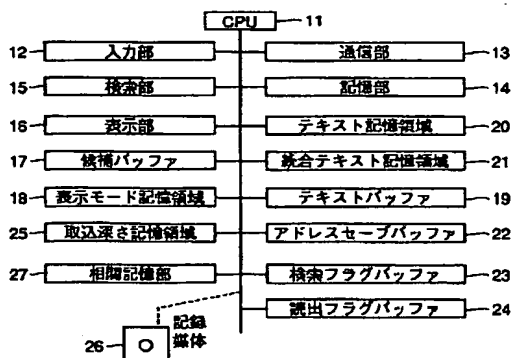 CPU 11
12 入力部 通信部 13
15 検索部 記憶部 14
16 表示部 テキスト記憶領域 20
17 候補バッファ 統合テキスト記憶領域 21
18 表示モード記憶領域 テキストバッファ 19
25 取込深さ記憶領域 アドレスセーブバッファ 22
27 相関記憶部 検索フラグバッファ 23
読出フラグバッファ 24
26 記録媒体